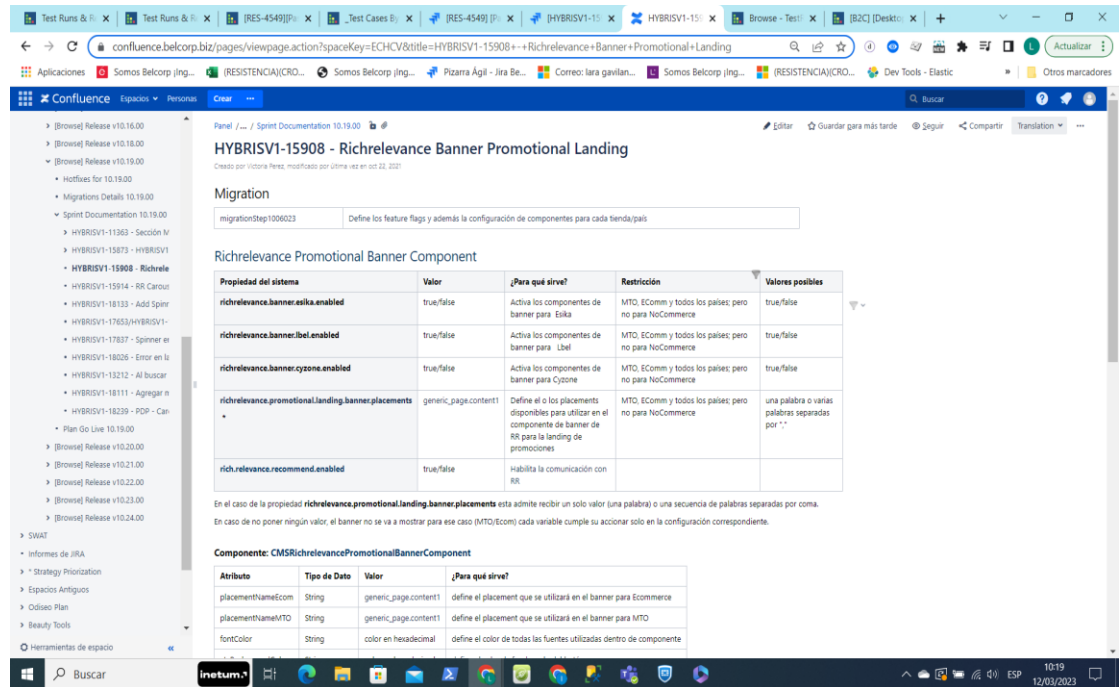 Test Runs & R
Test Runs & R
[RES-4549][Pa
_Test Cases By
[RES-4549] [P
[HYBRISV1-15
HYBRISV1-159
Browse - Test
[B2C] [Deskto
confluence.belcorp.biz/pages/viewpage.action?spaceKey=ECHCV&title=HYBRISV1-15908+-+Richrelevance+Banner+Promotional+Landing
Actualizar
Aplicaciones
Somos Belcorp ¡Ing...
(RESISTENCIA)(CRO...
Somos Belcorp ¡Ing...
Pizarra Ágil - Jira Be...
Correo: lara gavilan...
Somos Belcorp ¡Ing...
(RESISTENCIA)(CRO...
Dev Tools - Elastic
»
Otros marcadores
Confluence Espacios Personas Crear ... Buscar
> [Browse] Release v10.16.00
> [Browse] Release v10.18.00
[Browse] Release v10.19.00
• Hotfixes for 10.19.00
• Migrations Details 10.19.00
Sprint Documentation 10.19.00
> HYBRISV1-11363 - Sección M
> HYBRISV1-15873 - HYBRISV1
• HYBRISV1-15908 - Richrele
• HYBRISV1-15914 - RR Carous
• HYBRISV1-18133 - Add Spinr
• HYBRISV1-17653/HYBRISV1-
• HYBRISV1-17837 - Spinner er
• HYBRISV1-18026 - Error en la
• HYBRISV1-13212 - Al buscar
• HYBRISV1-18111 - Agregar n
• HYBRISV1-18239 - PDP - Can
• Plan Go Live 10.19.00
> [Browse] Release v10.20.00
> [Browse] Release v10.21.00
> [Browse] Release v10.22.00
> [Browse] Release v10.23.00
> [Browse] Release v10.24.00
> SWAT
• Informes de JIRA
> * Strategy Priorization
> Espacios Antiguos
> Odiseo Plan
> Beauty Tools
Herramientas de espacio «
Panel /... / Sprint Documentation 10.19.00
Editar Guardar para más tarde Seguir Compartir Translation ...
HYBRISV1-15908 - Richrelevance Banner Promotional Landing
Creado por Victoria Perez, modificado por última vez en oct 22, 2021
Migration
migrationStep1006023 Define los feature flags y además la configuración de componentes para cada tienda/país
Richrelevance Promotional Banner Component
Propiedad del sistema Valor ¿Para qué sirve? Restricción Valores posibles
richrelevance.banner.esika.enabled true/false Activa los componentes de MTO, EComm y todos los países; pero true/false
banner para Esika no para NoCommerce
richrelevance.banner.lbel.enabled true/false Activa los componentes de MTO, EComm y todos los países; pero true/false
banner para Lbel no para NoCommerce
richrelevance.banner.cyzone.enabled true/false Activa los componentes de MTO, EComm y todos los países; pero true/false
banner para Cyzone no para NoCommerce
richrelevance.promotional.landing.banner.placements generic_page.content1 Define el o los placements MTO, EComm y todos los países; pero una palabra o varias
disponibles para utilizar en el no para NoCommerce palabras separadas
componente de banner de por ","
RR para la landing de
promociones
rich.relevance.recommend.enabled true/false Habilita la comunicación con
RR
En el caso de la propiedad richrelevance.promotional.landing.banner.placements esta admite recibir un solo valor (una palabra) o una secuencia de palabras separadas por coma.
En caso de no poner ningún valor, el banner no se va a mostrar para ese caso (MTO/Ecom) cada variable cumple su accionar solo en la configuración correspondiente.
Componente: CMSRichrelevancePromotionalBannerComponent
Atributo Tipo de Dato Valor ¿Para qué sirve?
placementNameEcom String generic_page.content1 define el placement que se utilizará en el banner para Ecommerce
placementNameMTO String generic_page.content1 define el placement que se utilizará en el banner para MTO
fontColor String color en hexadecimal define el color de todas las fuentes utilizadas dentro de componente
Buscar
inetum.
ESP
10:19
12/03/2023